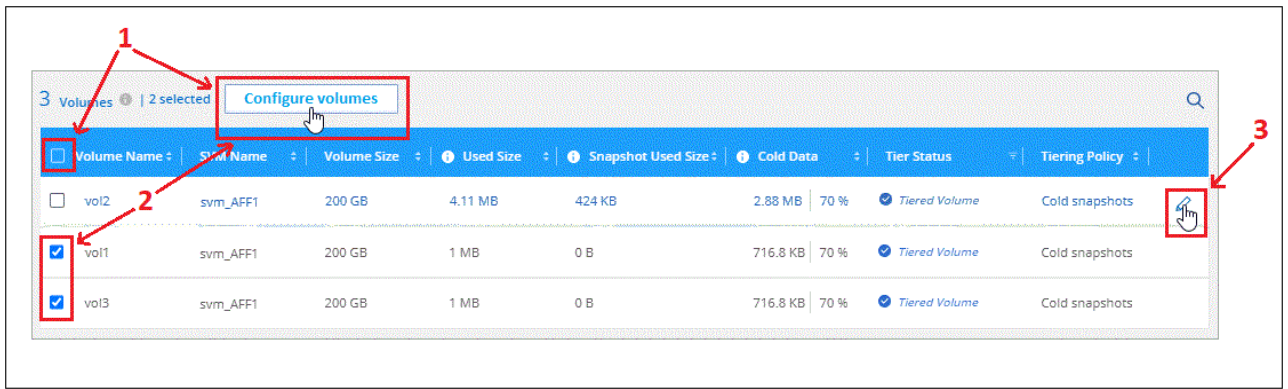 1
3 Volumes | 2 selected Configure volumes
3
Volume Name SVM Name Volume Size Used Size Snapshot Used Size Cold Data Tier Status Tiering Policy
2
vol2 svm_AFF1 200 GB 4.11 MB 424 KB 2.88 MB 70 % Tiered Volume Cold snapshots
vol1 svm_AFF1 200 GB 1 MB 0 B 716.8 KB 70 % Tiered Volume Cold snapshots
vol3 svm_AFF1 200 GB 1 MB 0 B 716.8 KB 70 % Tiered Volume Cold snapshots